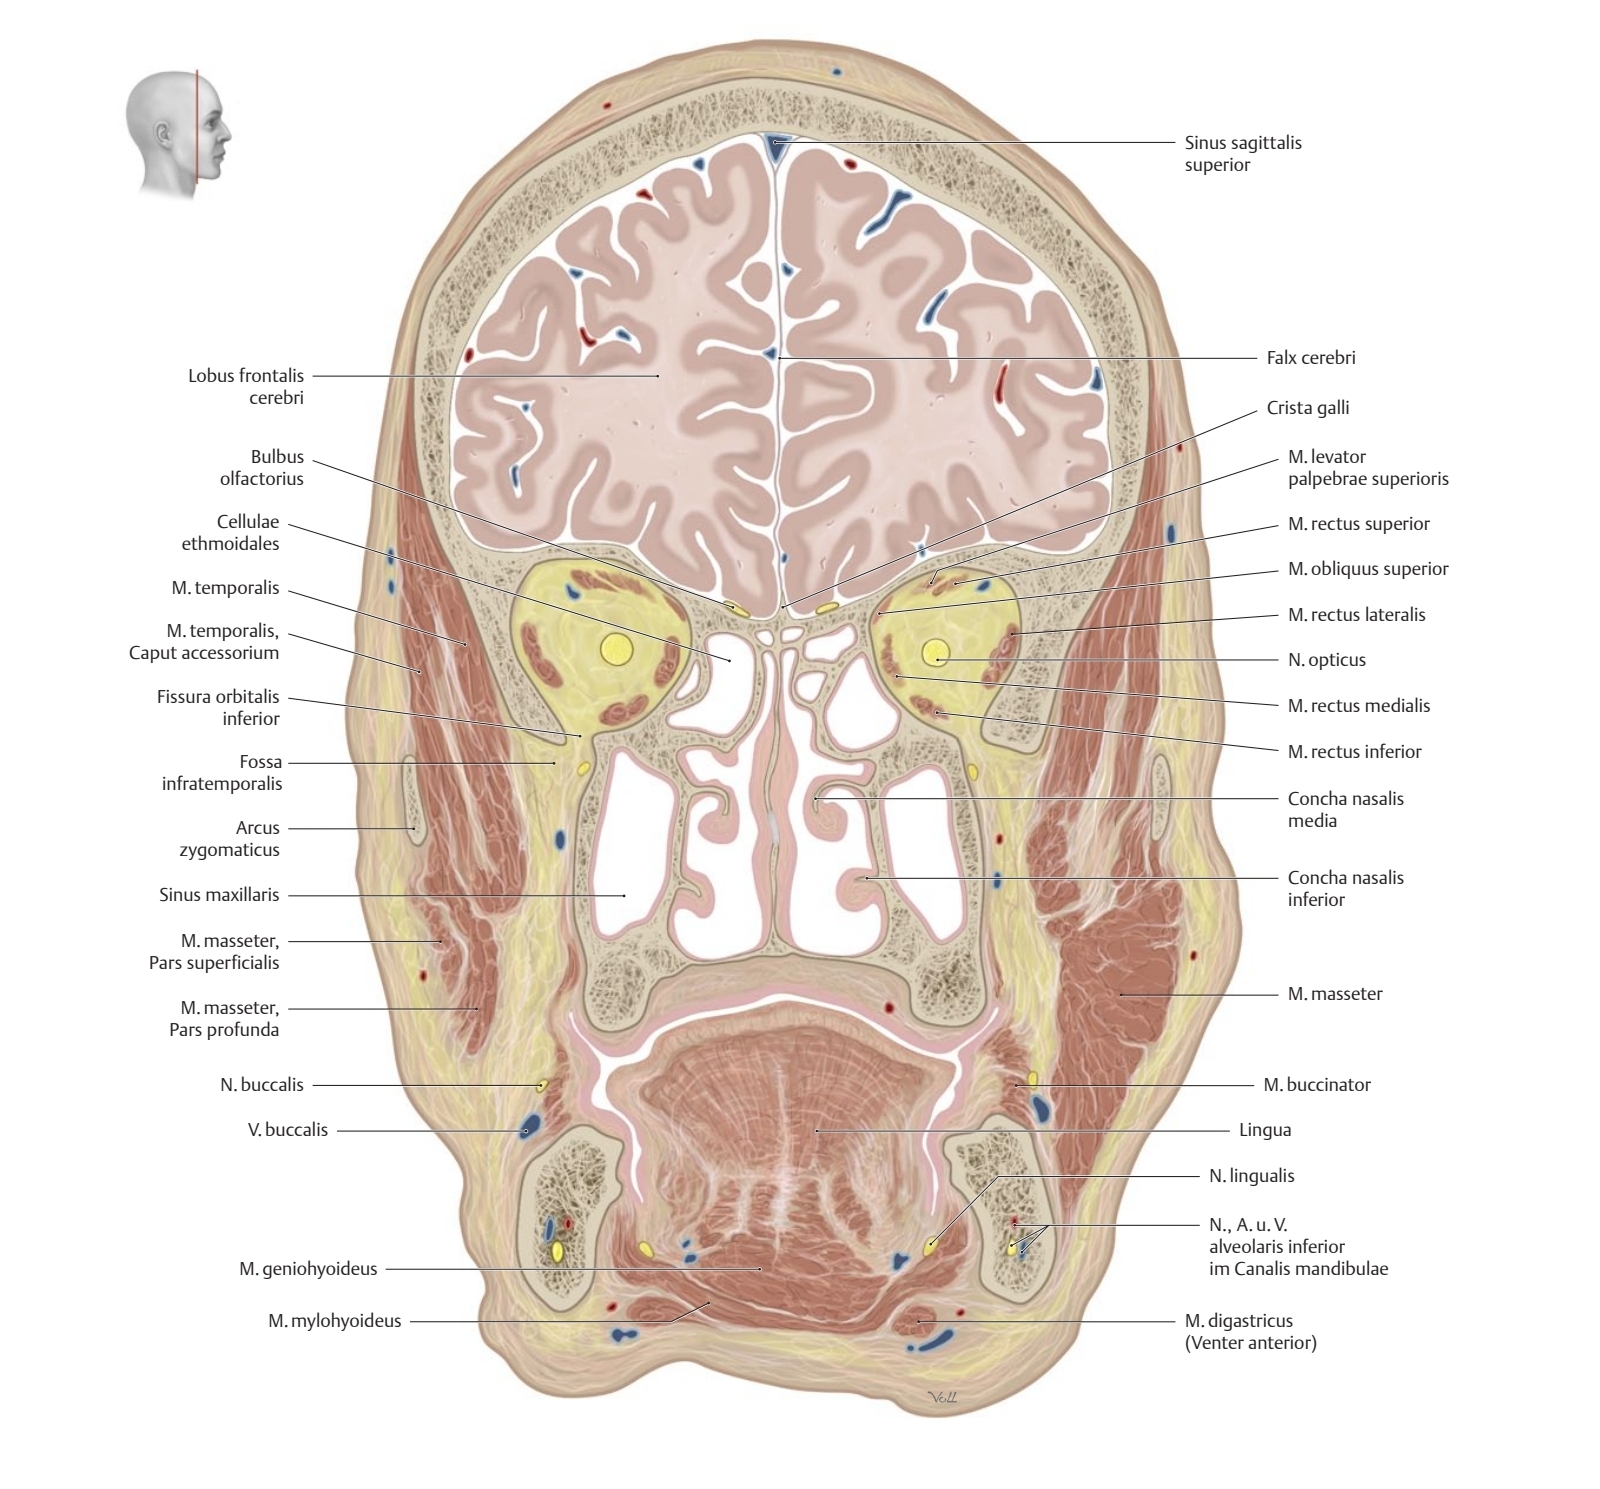 Sinus sagittalis
superior
Lobus frontalis
cerebri
Bulbus
olfactorius
Cellulae
ethmoidales
M. temporalis
M. temporalis,
Caput accessorium
Fissura orbitalis
inferior
Fossa
infratemporalis
Arcus
zygomaticus
Sinus maxillaris
M. masseter,
Pars superficialis
M. masseter,
Pars profunda
N. buccalis
V. buccalis
M. geniohyoideus
M. mylohyoideus
Falx cerebri
Crista galli
M. levator
palpebrae superioris
M. rectus superior
M. obliquus superior
M. rectus lateralis
N. opticus
M. rectus medialis
M. rectus inferior
Concha nasalis
media
Concha nasalis
inferior
M. masseter
M. buccinator
Lingua
N. lingualis
N., A. u. V.
alveolaris inferior
im Canalis mandibulae
M. digastricus
(Venter anterior)